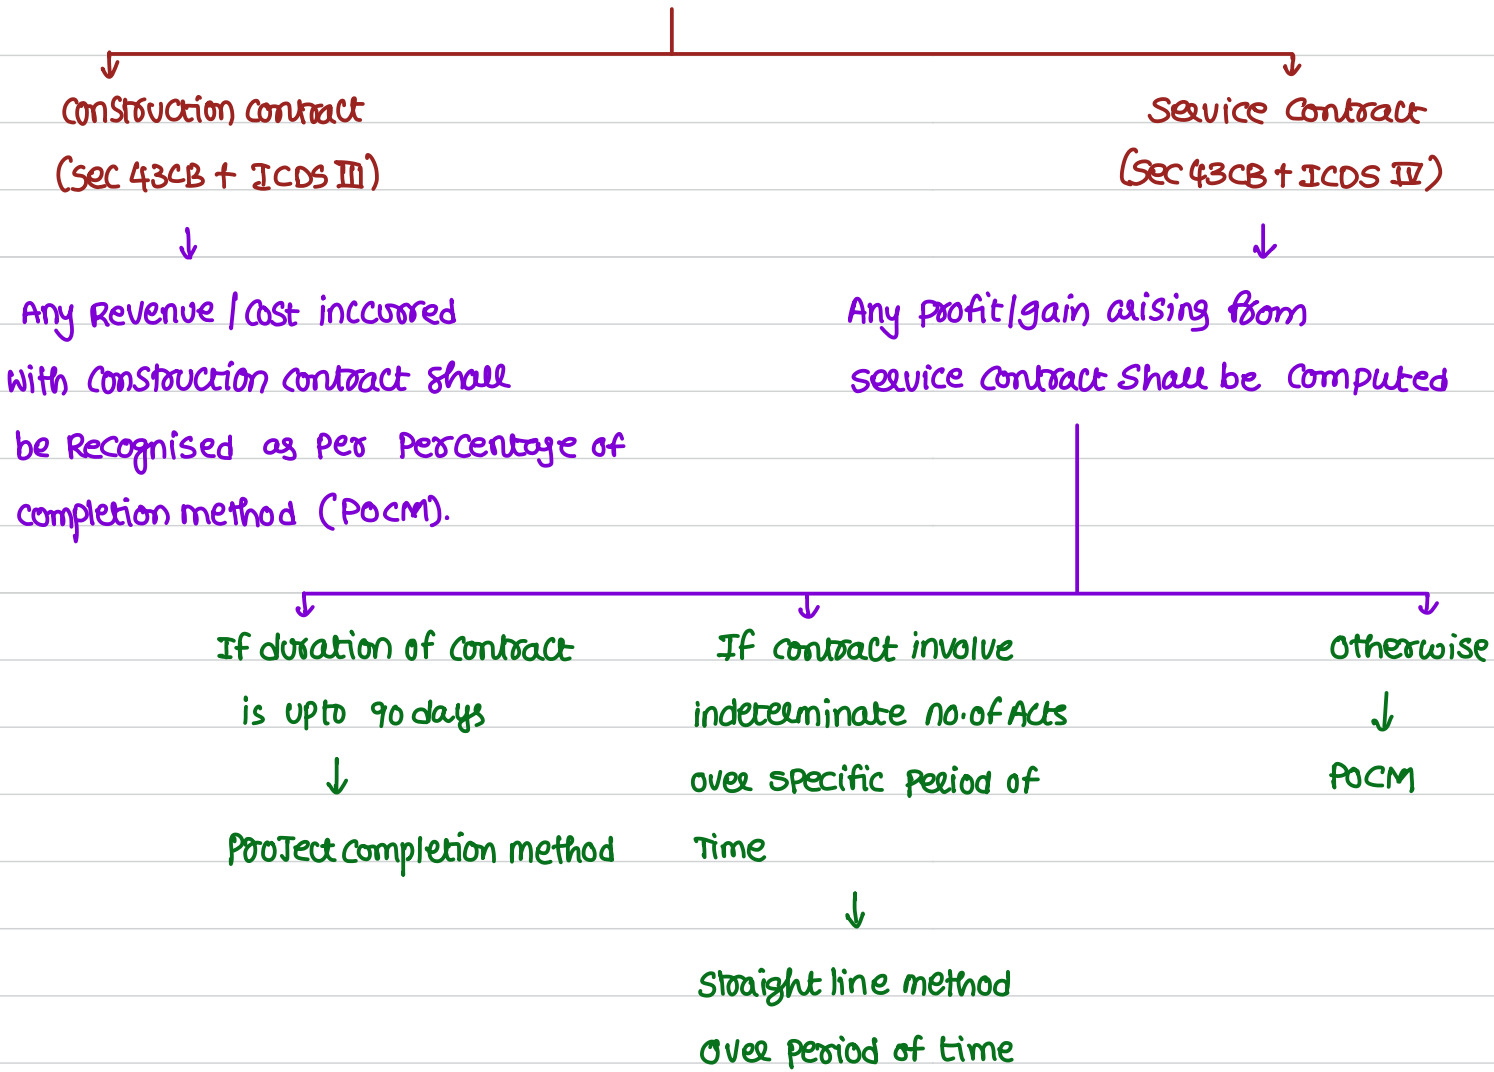 Construction Contract
(Sec 43CB + ICDS III)
Any Revenue / Cost inccurred
with Construction Contract shall
be Recognised as Per Percentage of
completion method (POCM).
Service Contract
(Sec 43CB + ICDS IV)
Any Profit/gain arising from
service contract shall be computed
If duration of contract
is upto 90 days
Project completion method
If contract involve
indeterminate no. of Acts
over specific period of
Time
Straight line method
over period of time
Otherwise
POCM